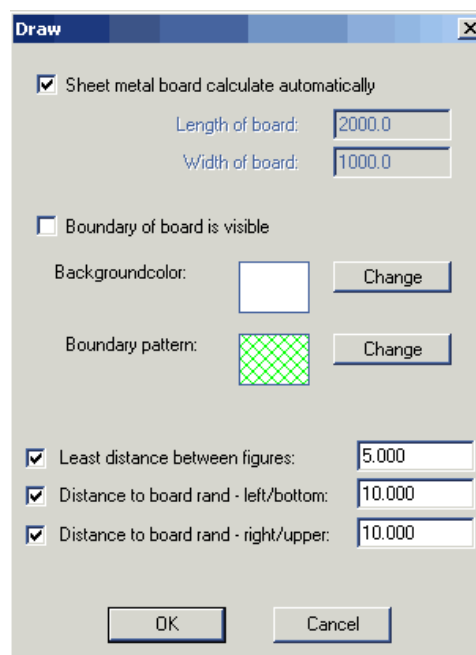 Draw
Sheet metal board calculate automatically
Length of board: 2000.0
Width of board: 1000.0
Boundary of board is visible
Backgroundcolor: Change
Boundary pattern: Change
Least distance between figures: 5.000
Distance to board rand - left/bottom: 10.000
Distance to board rand - right/upper: 10.000
OK Cancel